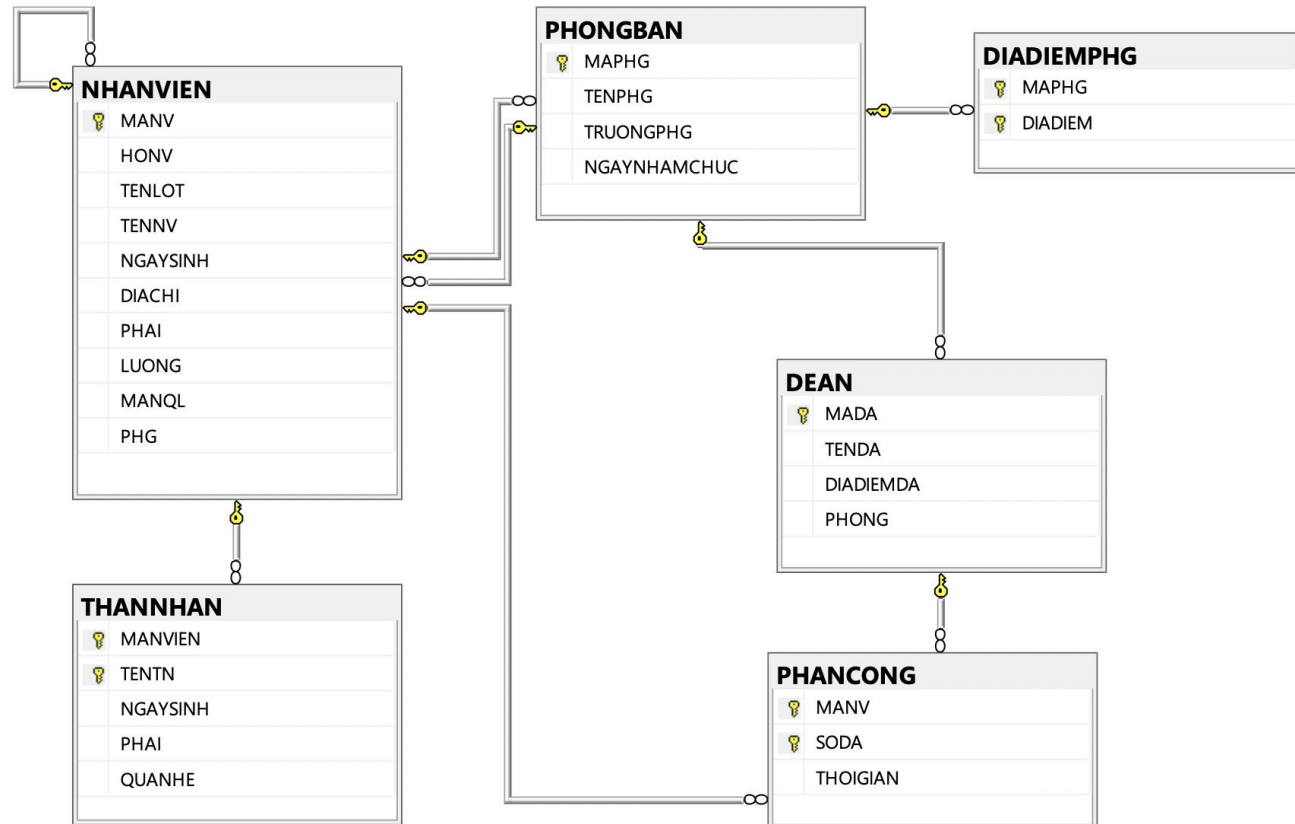 NHANVIEN
MANV
HONV
TENLOT
TENNV
NGAYSINH
DIACHI
PHAI
LUONG
MANQL
PHG
PHONGBAN
MAPHG
TENPHG
TRUONGPHG
NGAYNHAMCHUC
DIADIEMPHG
MAPHG
DIADIEM
DEAN
MADA
TENDA
DIADIEMDA
PHONG
THANNHAN
MANVIEN
TENTN
NGAYSINH
PHAI
QUANHE
PHANCONG
MANV
SODA
THOIGIAN